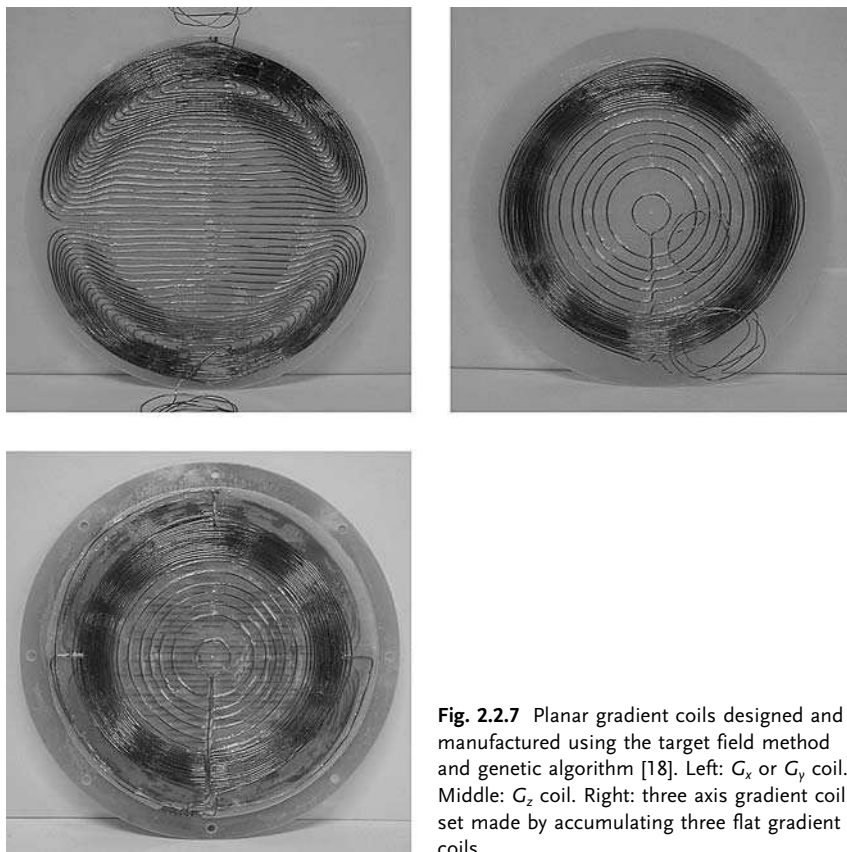 Fig. 2.2.7 Planar gradient coils designed and
manufactured using the target field method
and genetic algorithm [18]. Left: Gx or Gy coil.
Middle: Gz coil. Right: three axis gradient coil
set made by accumulating three flat gradient
coils.